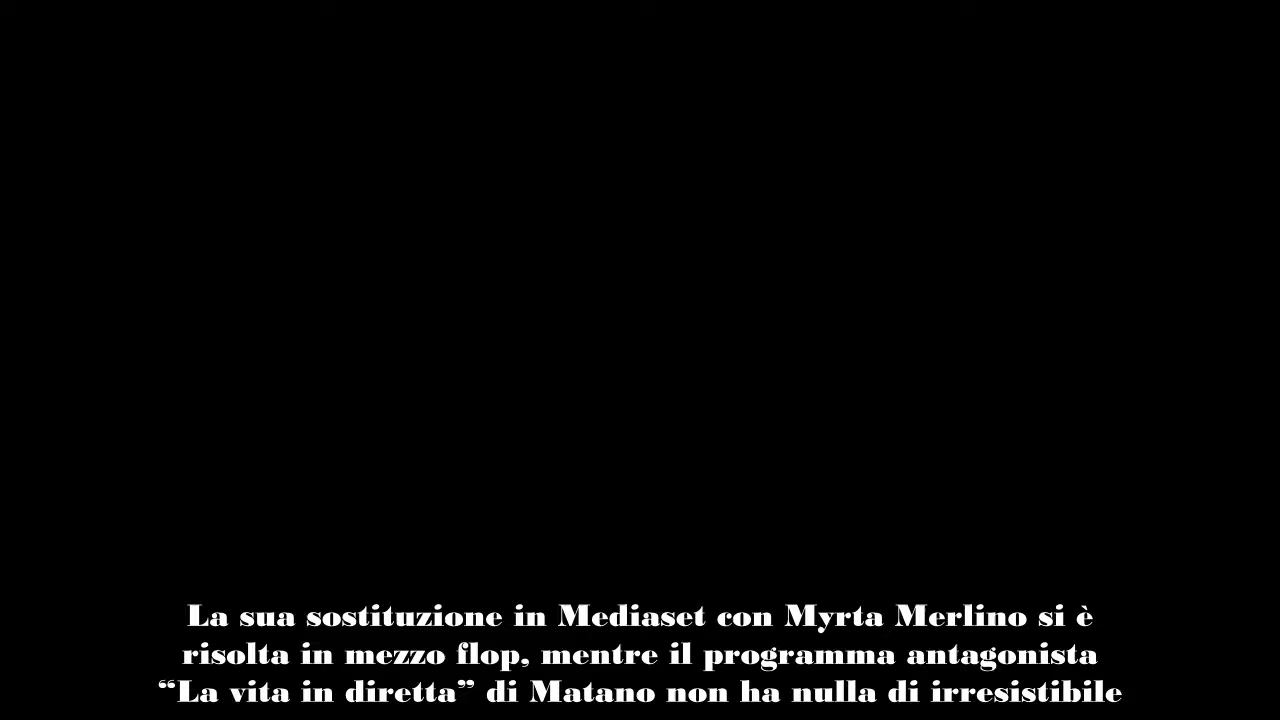 La sua sostituzione in Mediaset con Myrta Merlino si è
risolta in mezzo flop, mentre il programma antagonista
“La vita in diretta” di Matano non ha nulla di irresistibile